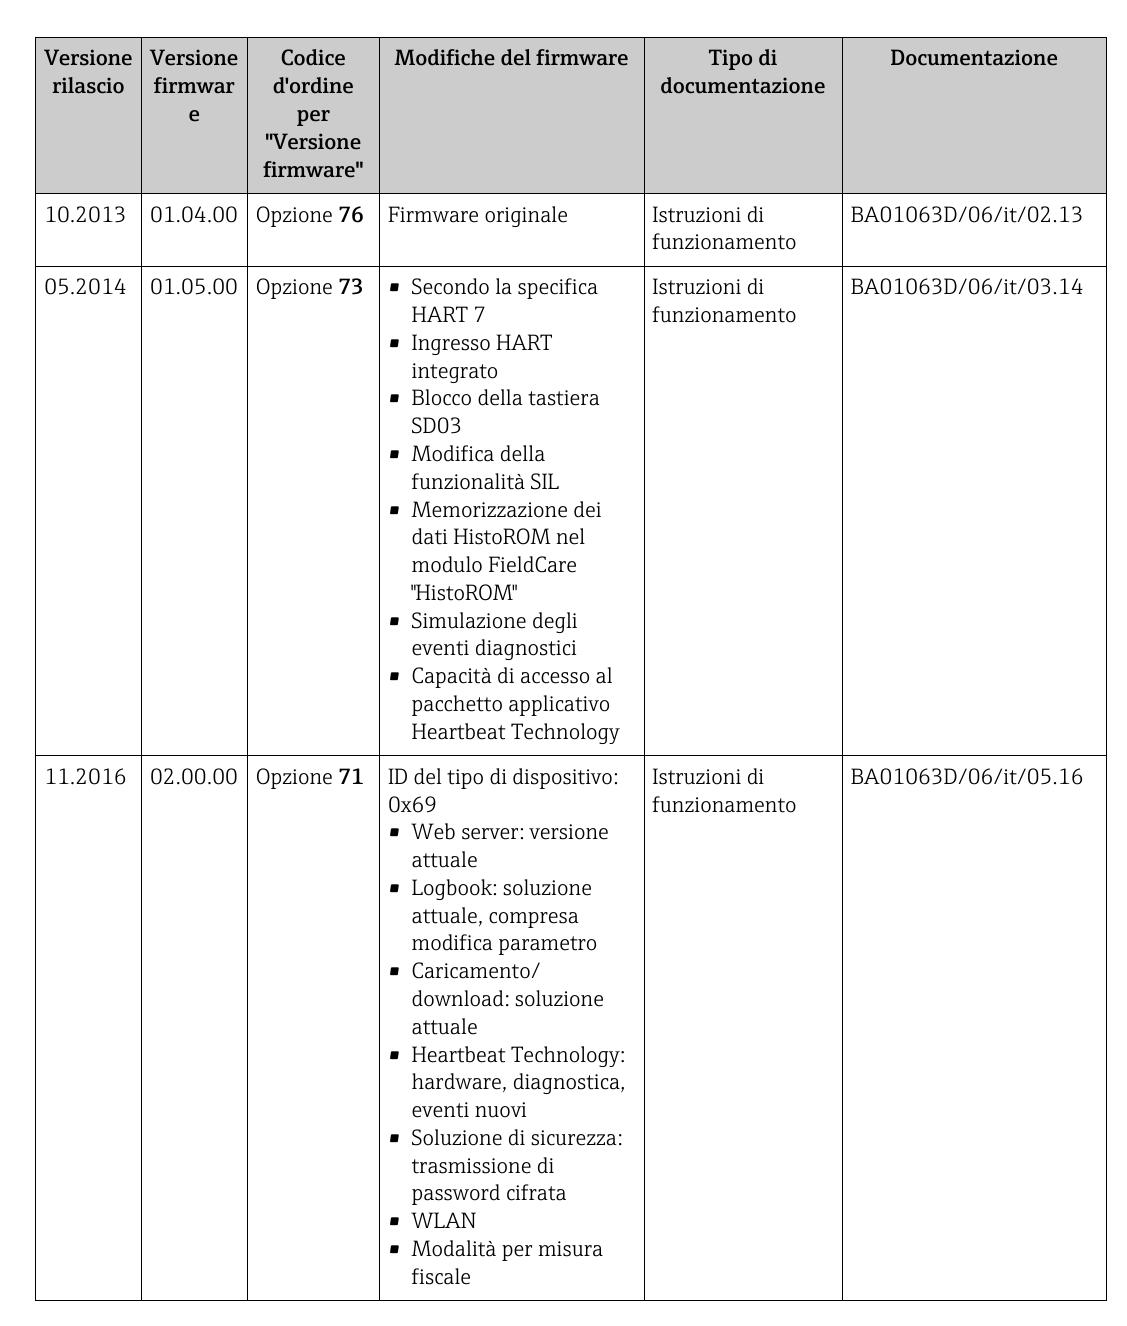 Versione
rilascio
Versione
firmwar
e
Codice
d'ordine
per
"Versione
firmware"
Modifiche del firmware
Tipo di
documentazione
Documentazione
10.2013
01.04.00
Opzione 76
Firmware originale
Istruzioni di
funzionamento
BA01063D/06/it/02.13
05.2014
01.05.00
Opzione 73
▪ Secondo la specifica
HART 7
▪ Ingresso HART
integrato
▪ Blocco della tastiera
SD03
▪ Modifica della
funzionalità SIL
▪ Memorizzazione dei
dati HistoROM nel
modulo FieldCare
"HistoROM"
▪ Simulazione degli
eventi diagnostici
▪ Capacità di accesso al
pacchetto applicativo
Heartbeat Technology
Istruzioni di
funzionamento
BA01063D/06/it/03.14
11.2016
02.00.00
Opzione 71
ID del tipo di dispositivo:
0x69
▪ Web server: versione
attuale
▪ Logbook: soluzione
attuale, compresa
modifica parametro
▪ Caricamento/
download: soluzione
attuale
▪ Heartbeat Technology:
hardware, diagnostica,
eventi nuovi
▪ Soluzione di sicurezza:
trasmissione di
password cifrata
▪ WLAN
▪ Modalità per misura
fiscale
Istruzioni di
funzionamento
BA01063D/06/it/05.16